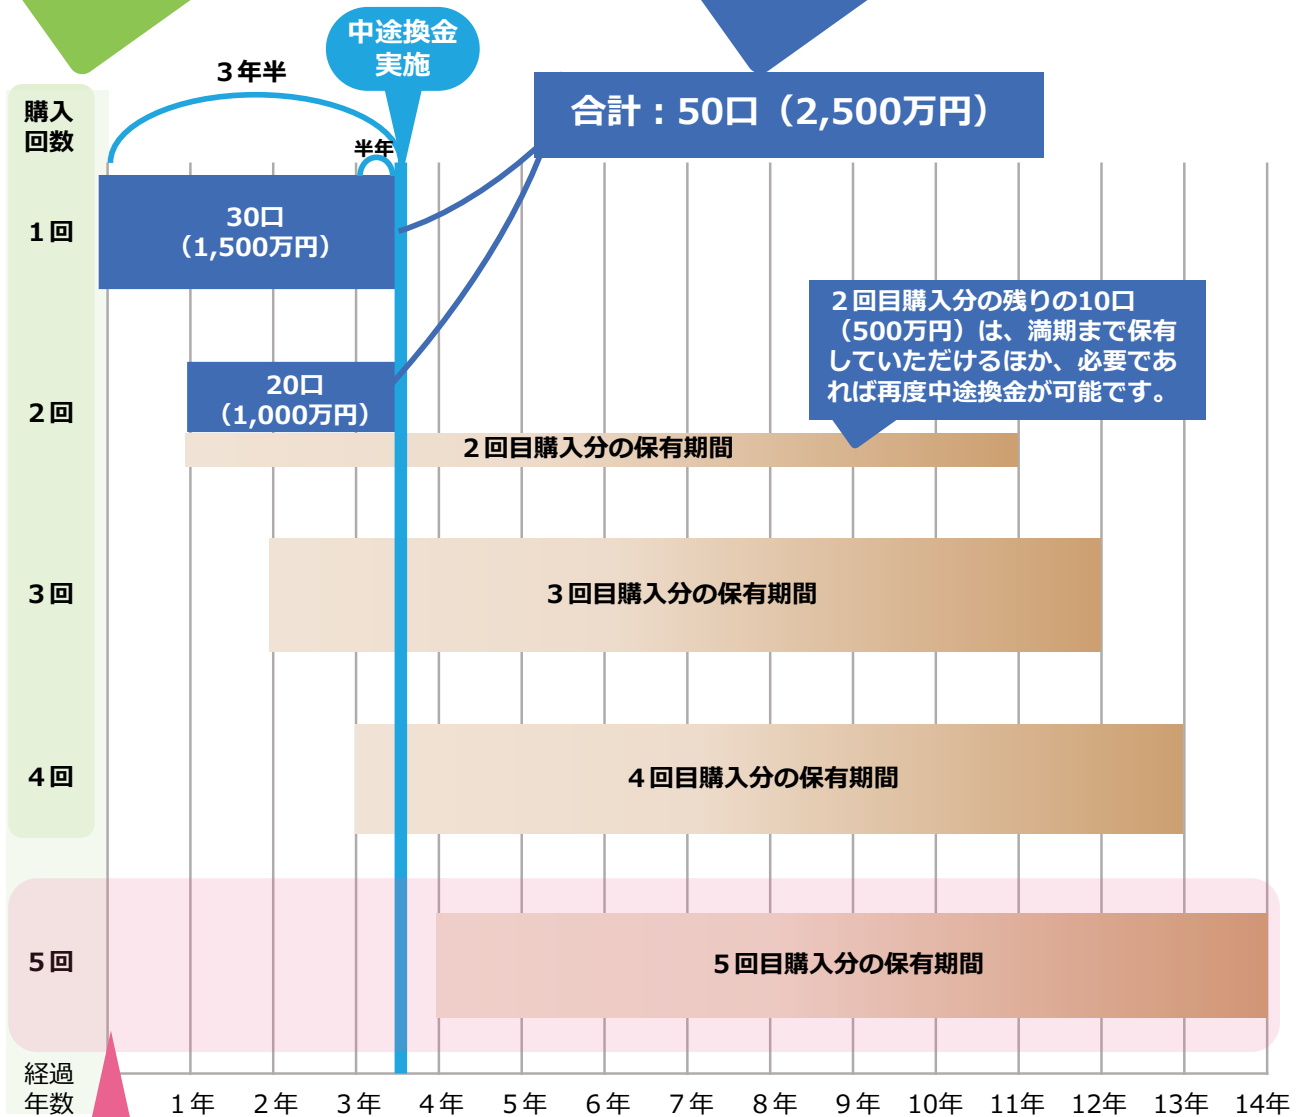 中途換金
実施
３年半
半年
合計：50口（2,500万円）
購入
回数
１回
30口
（1,500万円）
２回目購入分の残りの10口
（500万円）は、満期まで保有
していただけるほか、必要であ
れば再度中途換金が可能です。
２回
20口
（1,000万円）
２回目購入分の保有期間
３回
３回目購入分の保有期間
４回
４回目購入分の保有期間
５回
５回目購入分の保有期間
経過
年数
１年 ２年 ３年 ４年 ５年 ６年 ７年 ８年 ９年 10年 11年 12年 13年 14年